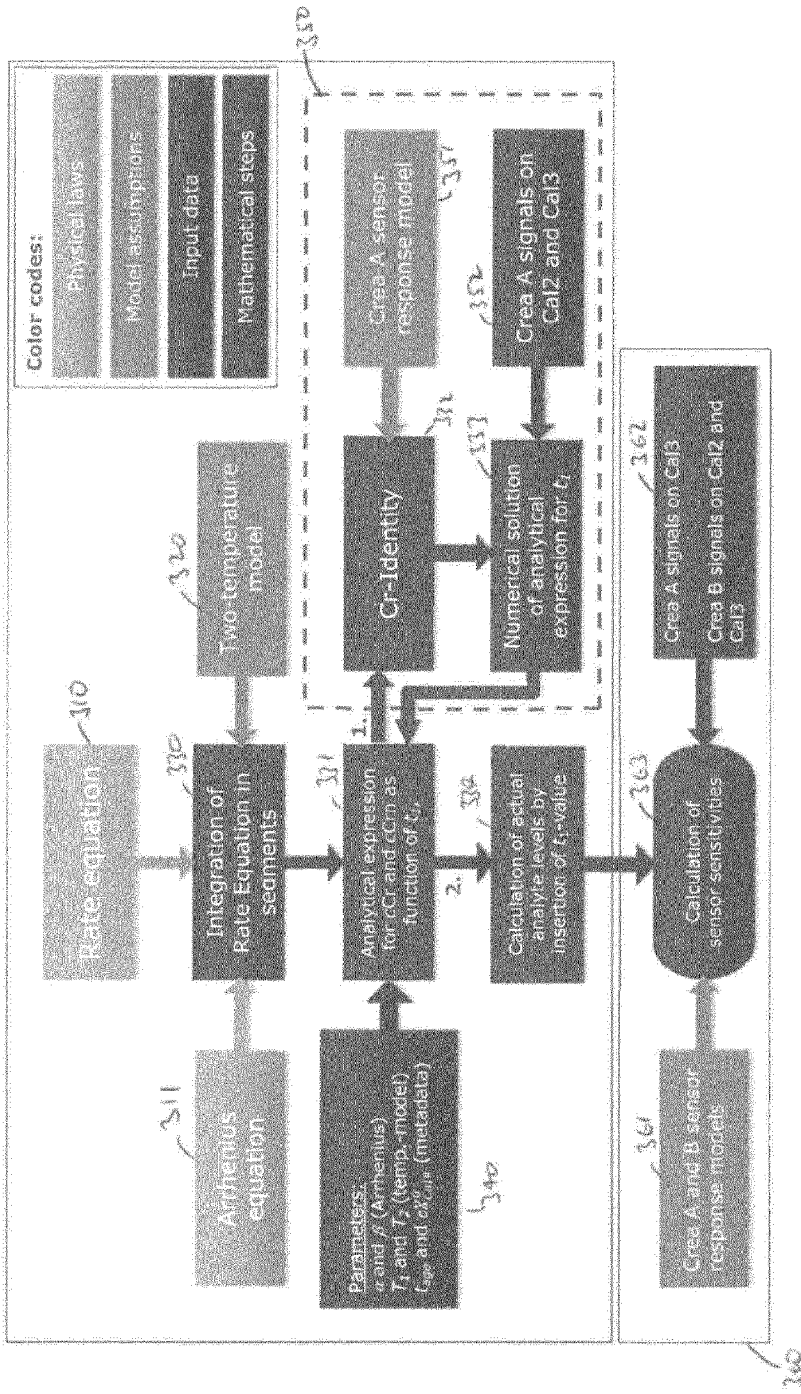 Color codes:
Physical laws
Model assumptions
Input data
Mathematical steps
310
Rate equation
311
Arrhenius
equation
330
Integration of
Rate Equation in
segments
320
Two-temperature
model
350
Parameters:
α and β (Arrhenius)
T₁ and T₂ (temp.-model)
(metadata)
340
331
Analytical expression
for cCr and cCrn as
function of t₁
1.
332
Cr-Identity
351
Crea A sensor
response model
2.
334
Calculation of actual
analyte levels by
insertion of t₁-value
333
Numerical solution
of analytical
expression for t₁
352
Crea A signals on
Cal2 and Cal3
361
Crea A and B sensor
response models
363
Calculation of
sensor sensitivities
362
Crea A signals on Cal3
Crea B signals on Cal2 and
Cal3